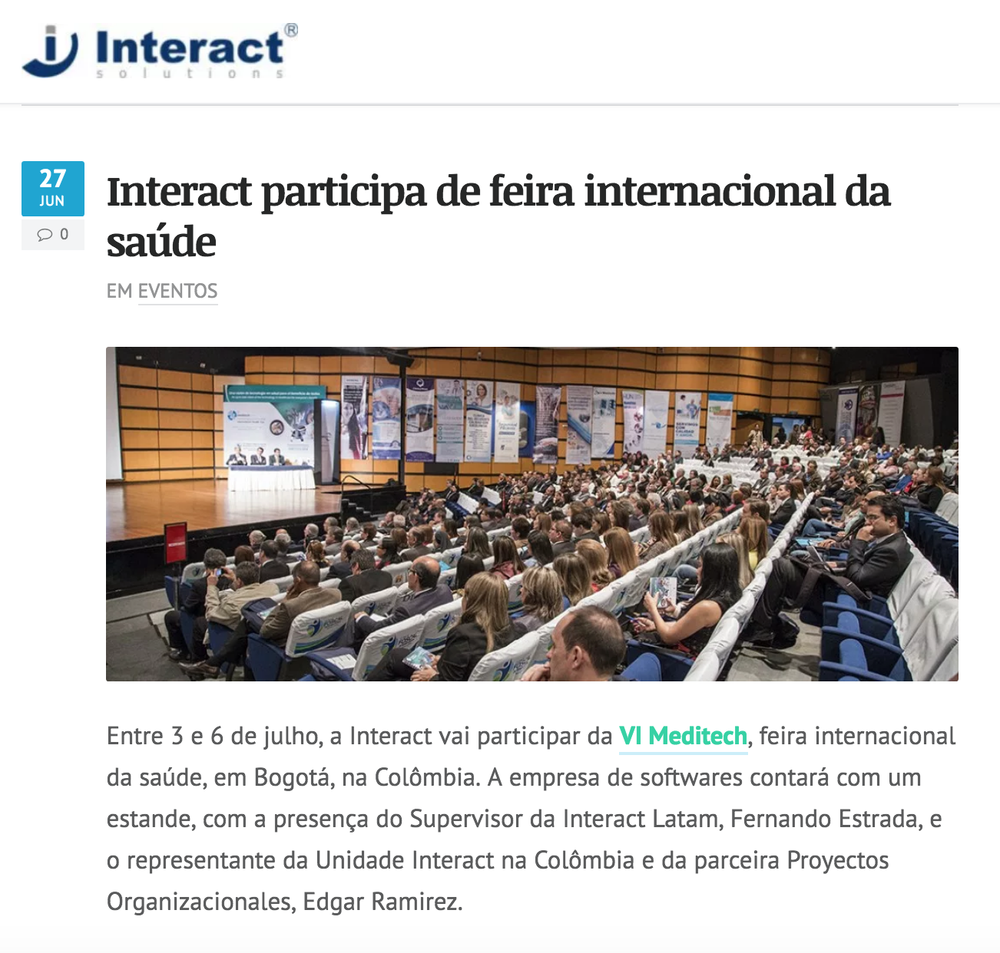 Interact®
solutions
27
JUN
0
Interact participa de feira internacional da
saúde
EM EVENTOS
Entre 3 e 6 de julho, a Interact vai participar da VI Meditech, feira internacional
da saúde, em Bogotá, na Colômbia. A empresa de softwares contará com um
estande, com a presença do Supervisor da Interact Latam, Fernando Estrada, e
o representante da Unidade Interact na Colômbia e da parceira Proyectos
Organizacionales, Edgar Ramirez.